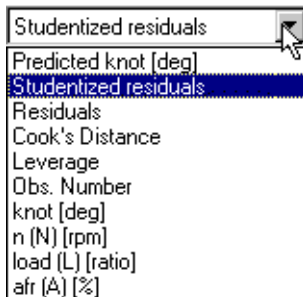 Studentized residuals
Predicted knot [deg]
Studentized residuals
Residuals
Cook's Distance
Leverage
Obs. Number
knot [deg]
n (N) [rpm]
load (L) [ratio]
afr (A) [%]